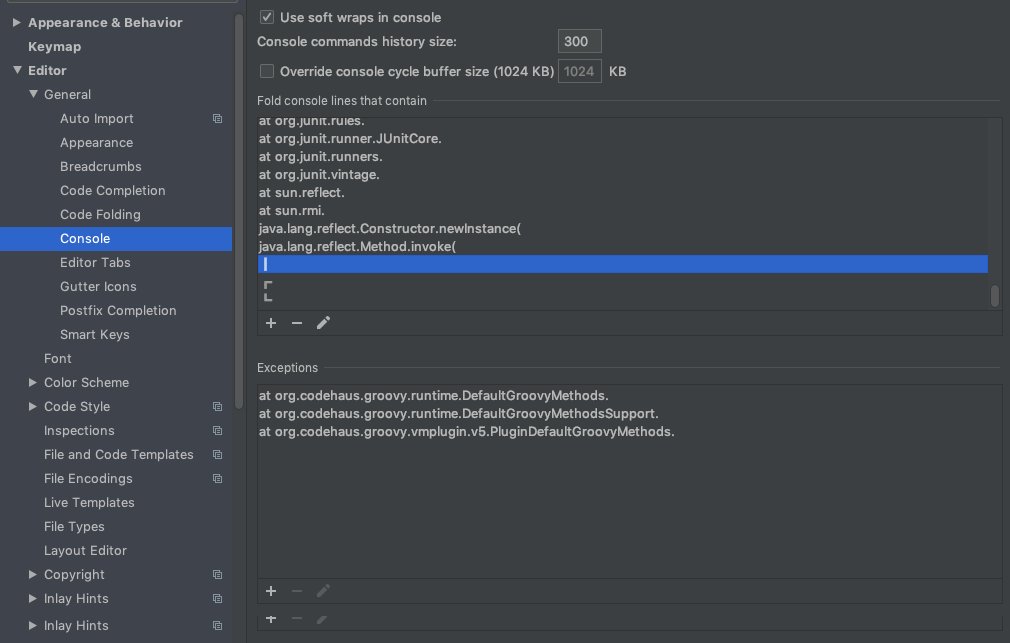 Appearance & Behavior
Keymap
Editor
General
Auto Import
Appearance
Breadcrumbs
Code Completion
Code Folding
Console
Editor Tabs
Gutter Icons
Postfix Completion
Smart Keys
Font
Color Scheme
Code Style
Inspections
File and Code Templates
File Encodings
Live Templates
File Types
Layout Editor
Copyright
Inlay Hints
Inlay Hints
Use soft wraps in console
Console commands history size: 300
Override console cycle buffer size (1024 KB) 1024 KB
Fold console lines that contain
at org.junit.rules.
at org.junit.runner.JUnitCore.
at org.junit.runners.
at org.junit.vintage.
at sun.reflect.
at sun.rmi.
java.lang.reflect.Constructor.newInstance(
java.lang.reflect.Method.invoke(
|
┌
└
Exceptions
at org.codehaus.groovy.runtime.DefaultGroovyMethods.
at org.codehaus.groovy.runtime.DefaultGroovyMethodsSupport.
at org.codehaus.groovy.vmplugin.v5.PluginDefaultGroovyMethods.